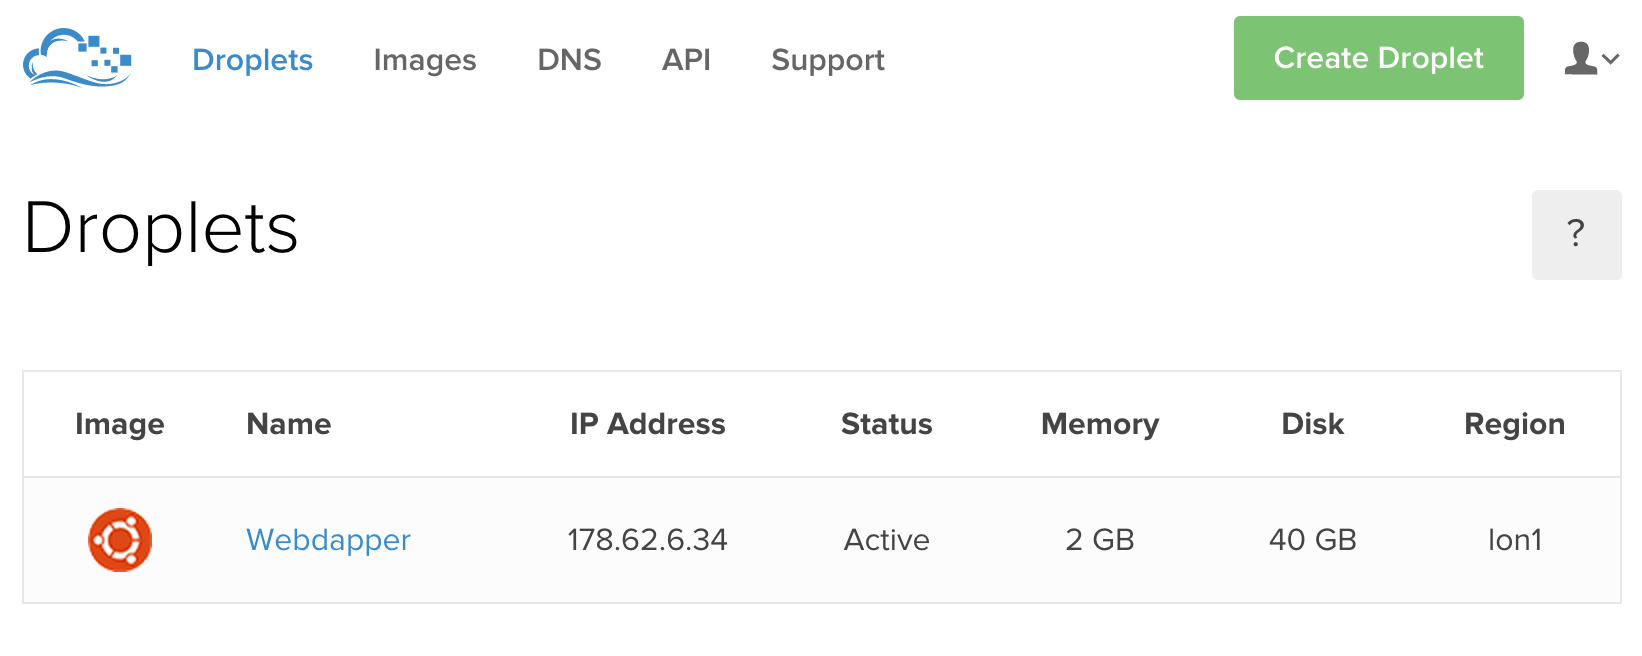 Droplets Images DNS API Support Create Droplet
Droplets
?
Image Name IP Address Status Memory Disk Region
Webdapper 178.62.6.34 Active 2 GB 40 GB lon1